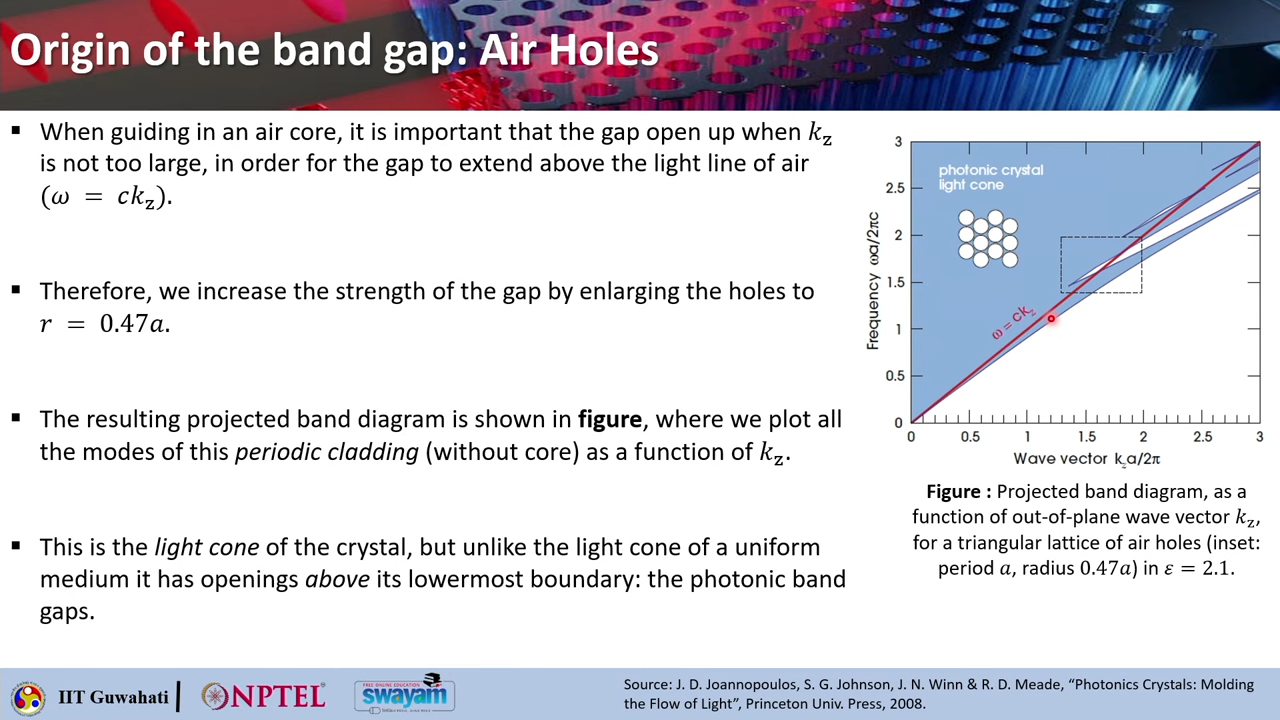 Origin of the band gap: Air Holes
▪ When guiding in an air core, it is important that the gap open up when k_z
is not too large, in order for the gap to extend above the light line of air
(ω = ck_z).
▪ Therefore, we increase the strength of the gap by enlarging the holes to
r = 0.47a.
▪ The resulting projected band diagram is shown in figure, where we plot all
the modes of this periodic cladding (without core) as a function of k_z.
▪ This is the light cone of the crystal, but unlike the light cone of a uniform
medium it has openings above its lowermost boundary: the photonic band
gaps.
photonic crystal
light cone
ω = ck_z
Frequency ωa/2πc
3
2.5
2
1.5
1
0.5
0
0 0.5 1 1.5 2 2.5 3
Wave vector k_za/2π
Figure : Projected band diagram, as a
function of out-of-plane wave vector k_z,
for a triangular lattice of air holes (inset:
period a, radius 0.47a) in ε = 2.1.
IIT Guwahati
NPTEL
FREE ONLINE EDUCATION
swayam
Source: J. D. Joannopoulos, S. G. Johnson, J. N. Winn & R. D. Meade, “Photonics Crystals: Molding
the Flow of Light”, Princeton Univ. Press, 2008.